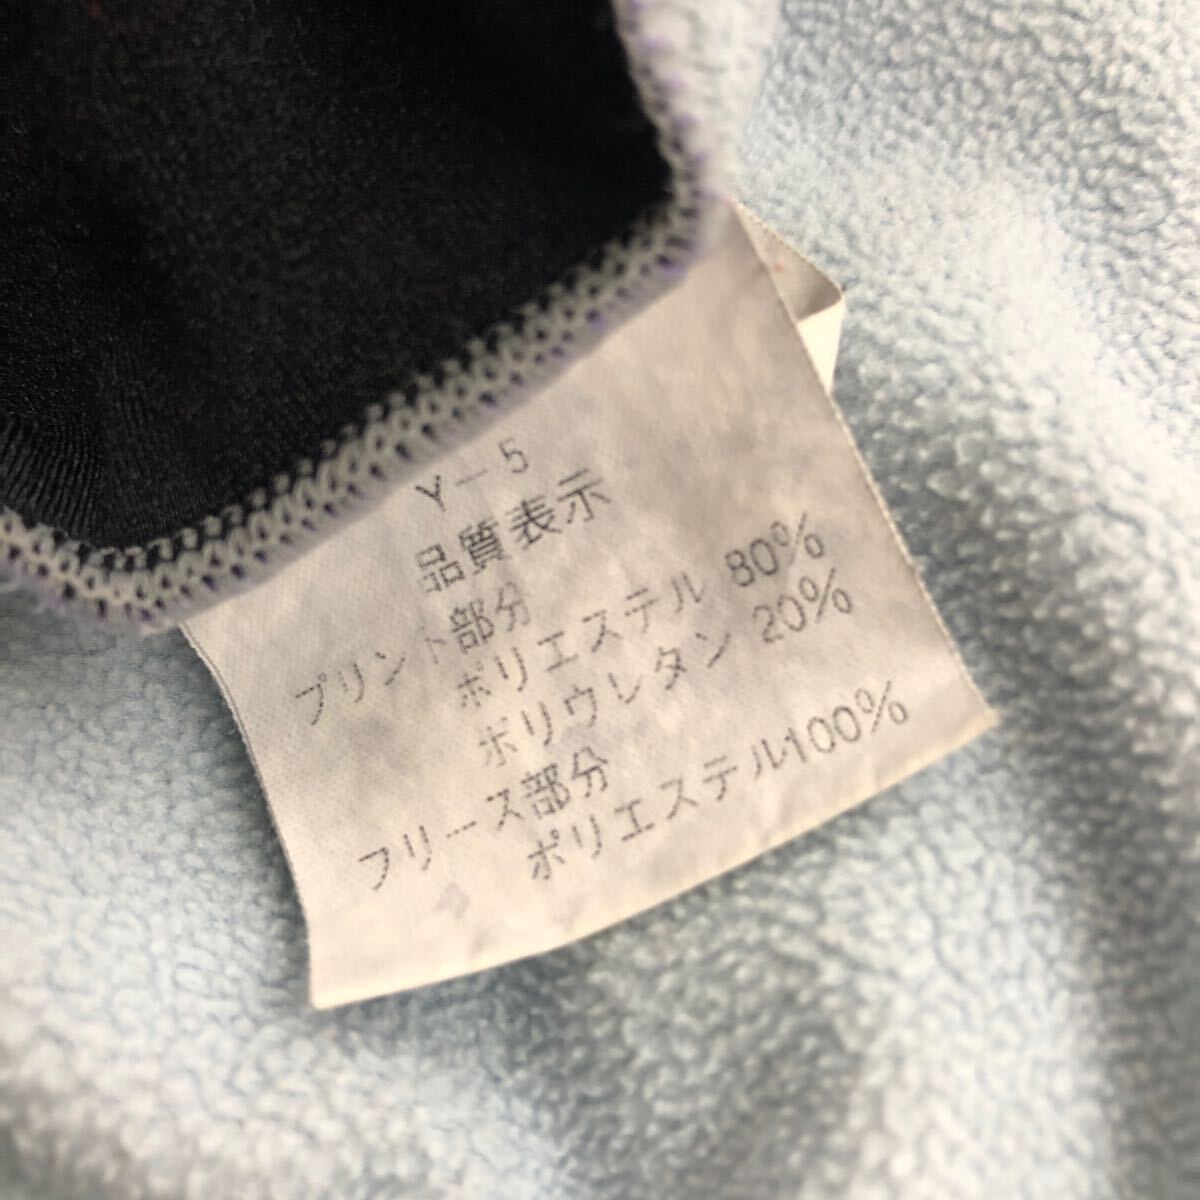 Y-5
品質表示
プリント部分
ポリエステル 80%
ポリウレタン 20%
フリース部分
ポリエステル100%